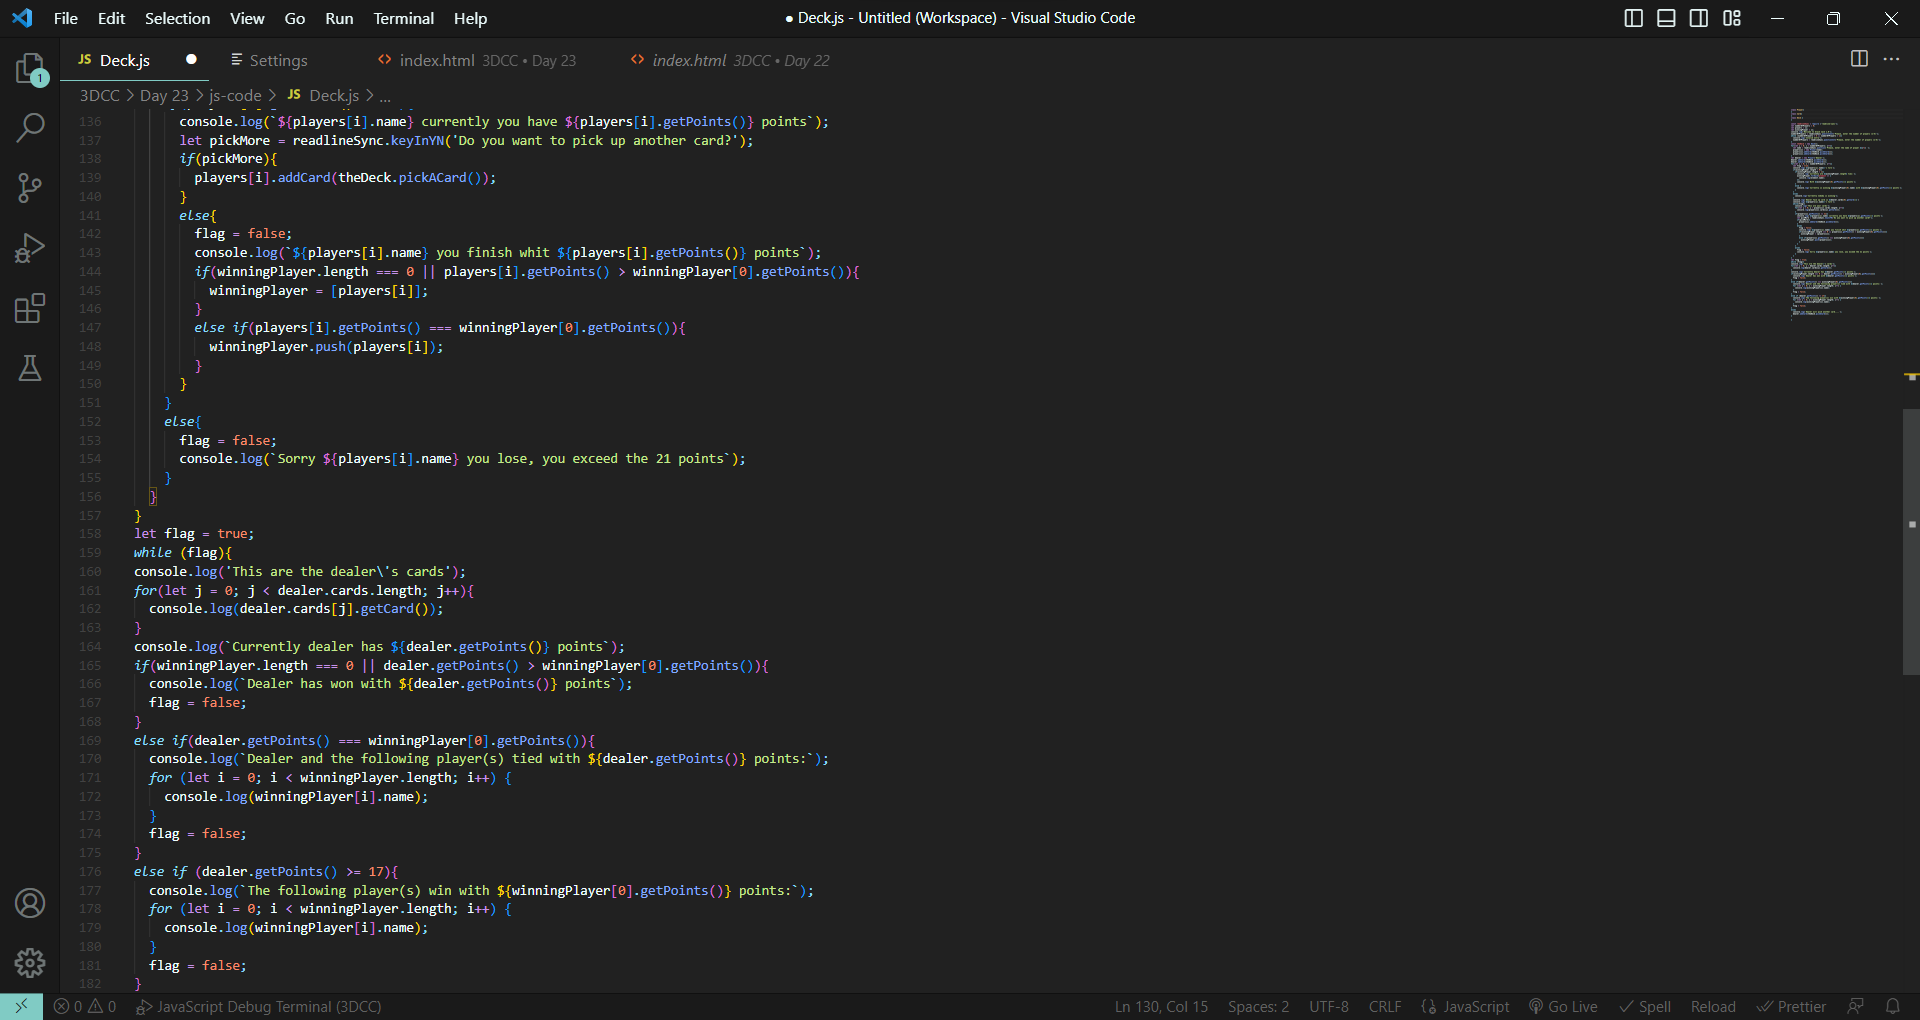 File Edit Selection View Go Run Terminal Help
● Deck.js - Untitled (Workspace) - Visual Studio Code
JS Deck.js Settings <> index.html 3DCC • Day 23 <> index.html 3DCC • Day 22
1
3DCC > Day 23 > js-code > JS Deck.js > ...
136 console.log(`${players[i].name} currently you have ${players[i].getPoints()} points`);
137 let pickMore = readlineSync.keyInYN('Do you want to pick up another card?');
138 if(pickMore){
139 players[i].addCard(theDeck.pickACard());
140 }
141 else{
142 flag = false;
143 console.log(`${players[i].name} you finish whit ${players[i].getPoints()} points`);
144 if(winningPlayer.length === 0 || players[i].getPoints() > winningPlayer[0].getPoints()){
145 winningPlayer = [players[i]];
146 }
147 else if(players[i].getPoints() === winningPlayer[0].getPoints()){
148 winningPlayer.push(players[i]);
149 }
150 }
151 }
152 else{
153 flag = false;
154 console.log(`Sorry ${players[i].name} you lose, you exceed the 21 points`);
155 }
156 }
157 }
158 let flag = true;
159 while (flag){
160 console.log('This are the dealer\'s cards');
161 for(let j = 0; j < dealer.cards.length; j++){
162 console.log(dealer.cards[j].getCard());
163 }
164 console.log(`Currently dealer has ${dealer.getPoints()} points`);
165 if(winningPlayer.length === 0 || dealer.getPoints() > winningPlayer[0].getPoints()){
166 console.log(`Dealer has won with ${dealer.getPoints()} points`);
167 flag = false;
168 }
169 else if(dealer.getPoints() === winningPlayer[0].getPoints()){
170 console.log(`Dealer and the following player(s) tied with ${dealer.getPoints()} points:`);
171 for (let i = 0; i < winningPlayer.length; i++) {
172 console.log(winningPlayer[i].name);
173 }
174 flag = false;
175 }
176 else if (dealer.getPoints() >= 17){
177 console.log(`The following player(s) win with ${winningPlayer[0].getPoints()} points:`);
178 for (let i = 0; i < winningPlayer.length; i++) {
179 console.log(winningPlayer[i].name);
180 }
181 flag = false;
182 }
0 0 JavaScript Debug Terminal (3DCC) Ln 130, Col 15 Spaces: 2 UTF-8 CRLF {} JavaScript Go Live Spell Reload Prettier